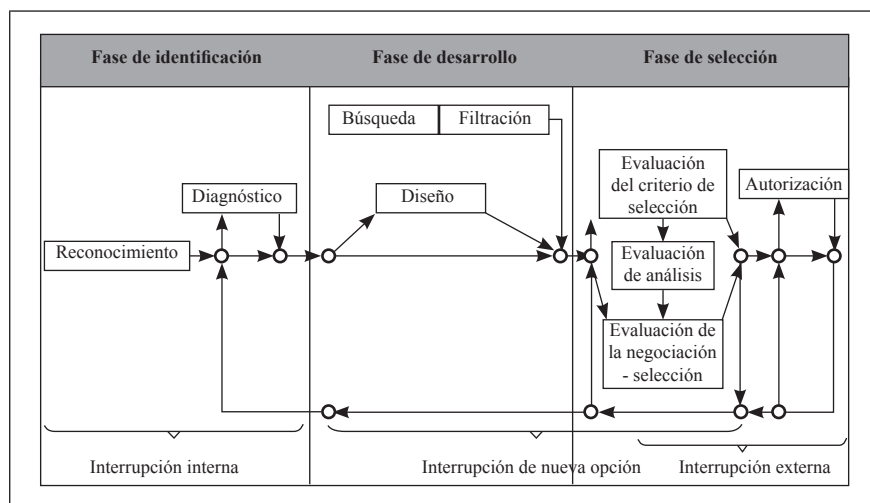 Fase de identificación
Fase de desarrollo
Fase de selección
Búsqueda
Filtración
Evaluación
del criterio de
selección
Diagnóstico
Diseño
Autorización
Reconocimiento
Evaluación
de análisis
Evaluación de
la negociación
- selección
Interrupción interna
Interrupción de nueva opción
Interrupción externa